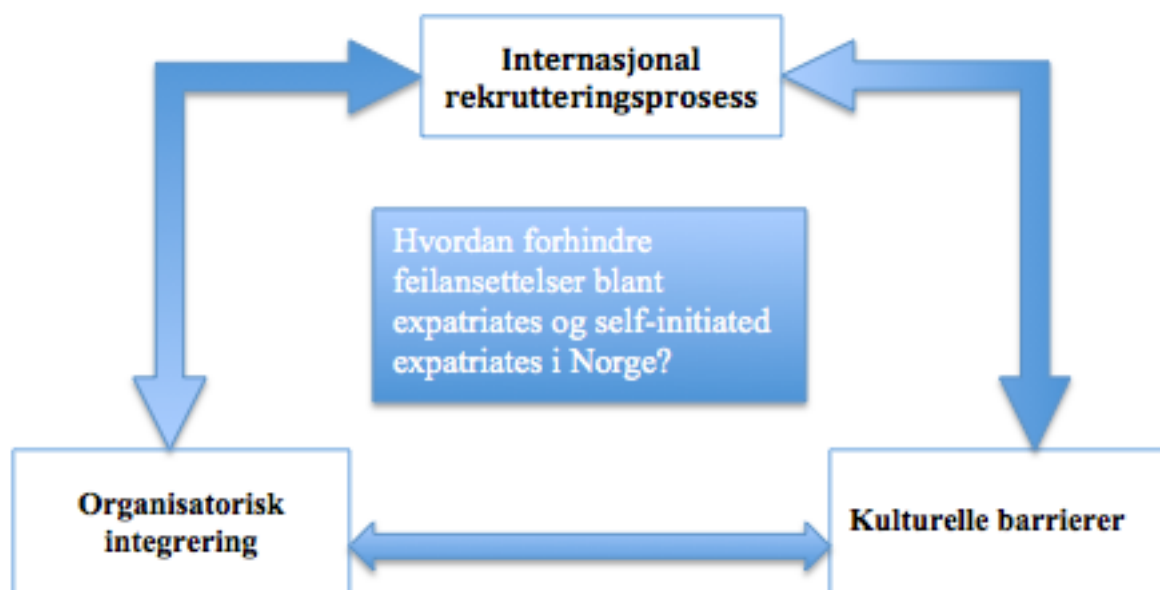 Internasjonal
rekrutteringsprosess
Hvordan forhindre
feilansettelser blant
expatriates og self-initiated
expatriates i Norge?
Organisatorisk
integrering
Kulturelle barrierer